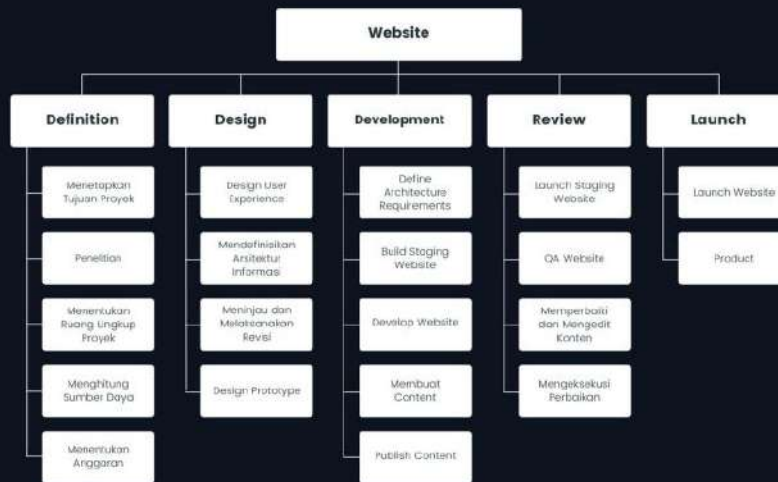 Website
Definition
Menetapkan
Tujuan Proyek
Penelitian
Menentukan
Ruang Lingkup
Proyek
Menghitung
Sumber Daya
Menentukan
Anggaran
Design
Design User
Experience
Mendefinisikan
Arsitektur
Informasi
Meninjau dan
Melaksanakan
Revisi
Design Prototype
Development
Define
Architecture
Requirements
Build Staging
Website
Develop Website
Membuat
Content
Publish Content
Review
Launch Staging
Website
QA Website
Memperbaiki
dan Mengedit
Konten
Mengeksekusi
Perbaikan
Launch
Launch Website
Product